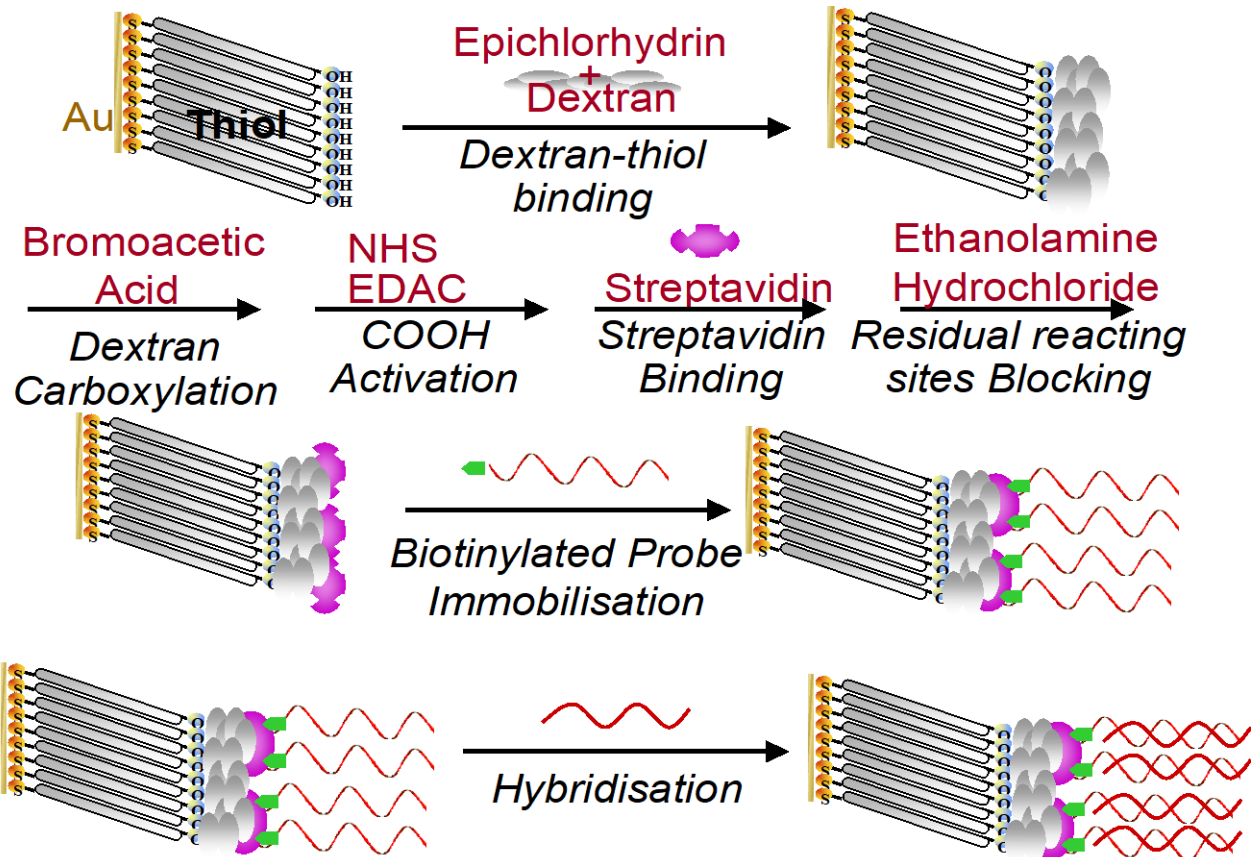 Epichlorhydrin
+
Dextran
Au
Thiol
S
S
S
S
S
S
S
S
S
OH
OH
OH
OH
OH
OH
OH
OH
OH
Dextran-thiol
binding
Bromoacetic
Acid
Dextran
Carboxylation
NHS
EDAC
COOH
Activation
Streptavidin
Streptavidin
Binding
Ethanolamine
Hydrochloride
Residual reacting
sites Blocking
Biotinylated Probe
Immobilisation
Hybridisation